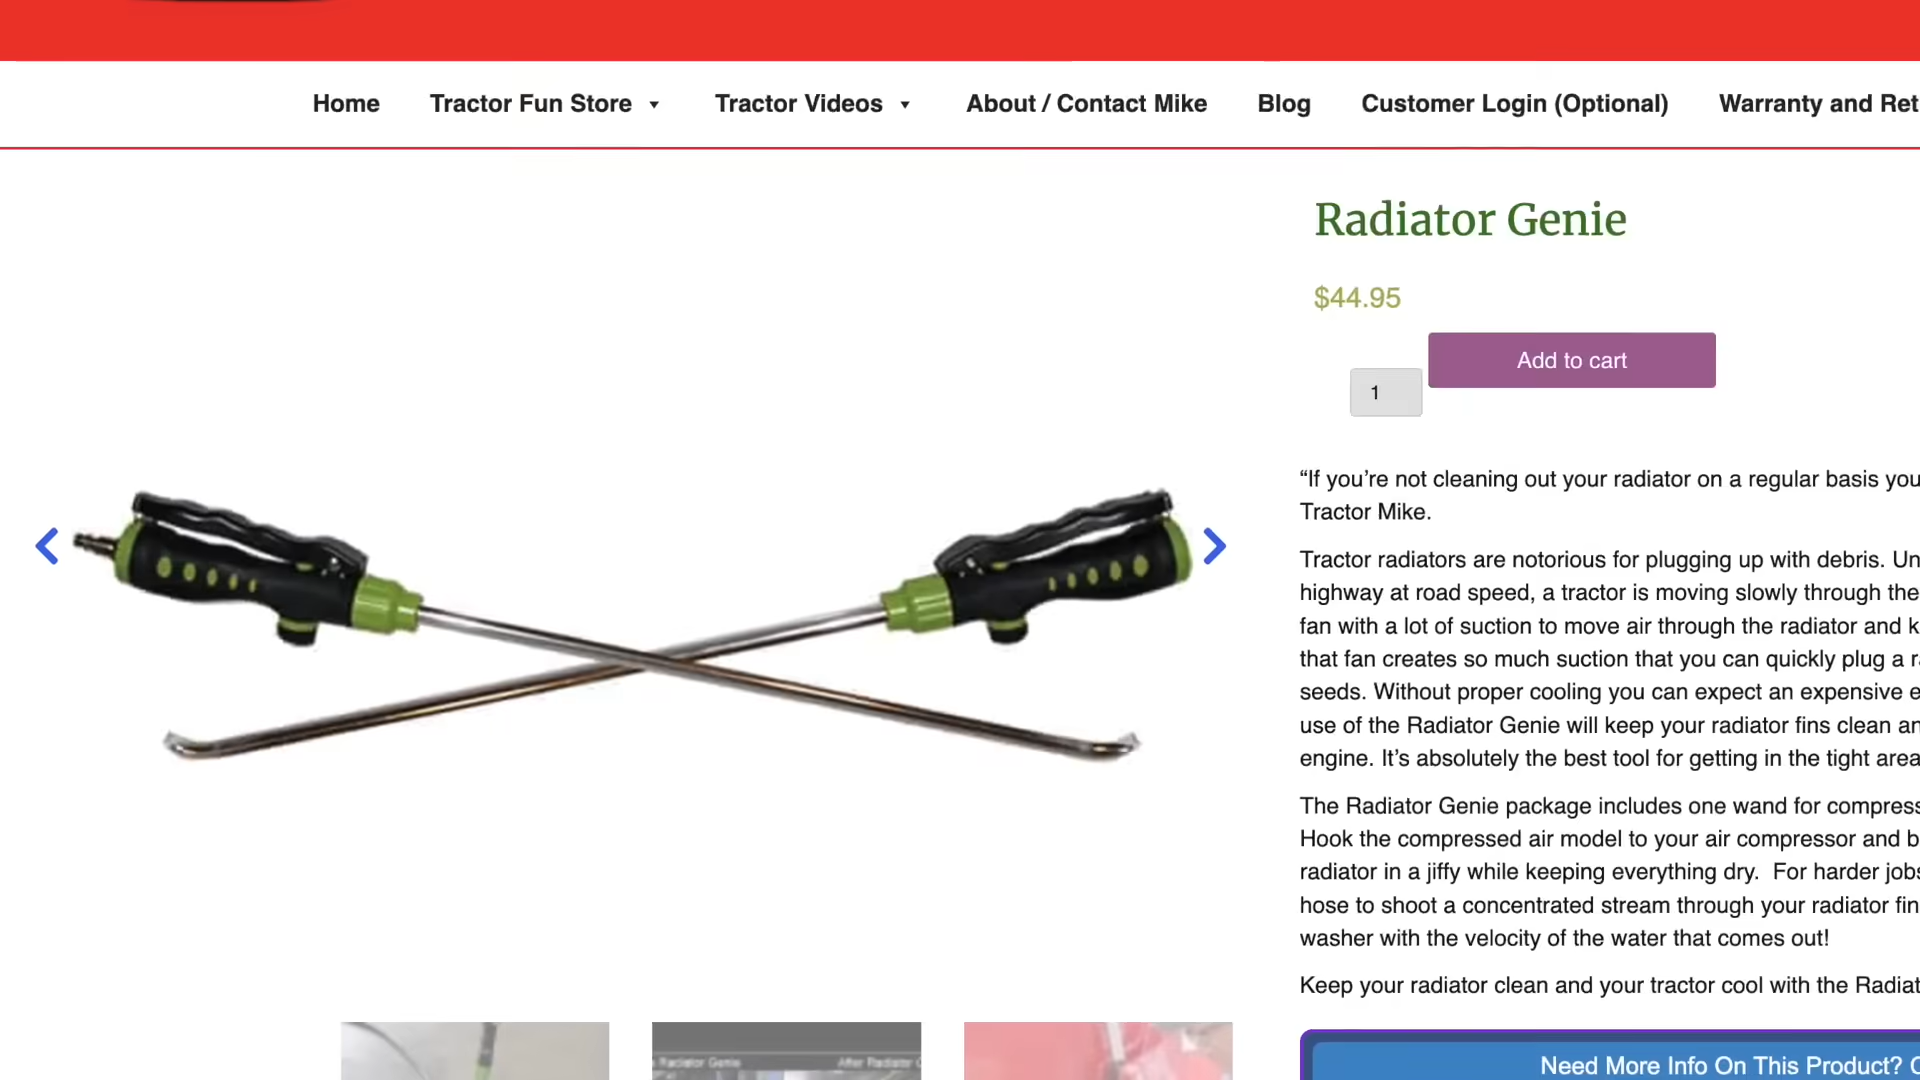 Home Tractor Fun Store Tractor Videos About / Contact Mike Blog Customer Login (Optional) Warranty and Ret
Radiator Genie
$44.95
Add to cart
1
“If you’re not cleaning out your radiator on a regular basis you
Tractor Mike.
Tractor radiators are notorious for plugging up with debris. Un
highway at road speed, a tractor is moving slowly through the
fan with a lot of suction to move air through the radiator and k
that fan creates so much suction that you can quickly plug a ra
seeds. Without proper cooling you can expect an expensive e
use of the Radiator Genie will keep your radiator fins clean an
engine. It’s absolutely the best tool for getting in the tight area
The Radiator Genie package includes one wand for compress
Hook the compressed air model to your air compressor and b
radiator in a jiffy while keeping everything dry. For harder jobs
hose to shoot a concentrated stream through your radiator fin
washer with the velocity of the water that comes out!
Keep your radiator clean and your tractor cool with the Radiat
Radiator Genie After Radiator
Need More Info On This Product?